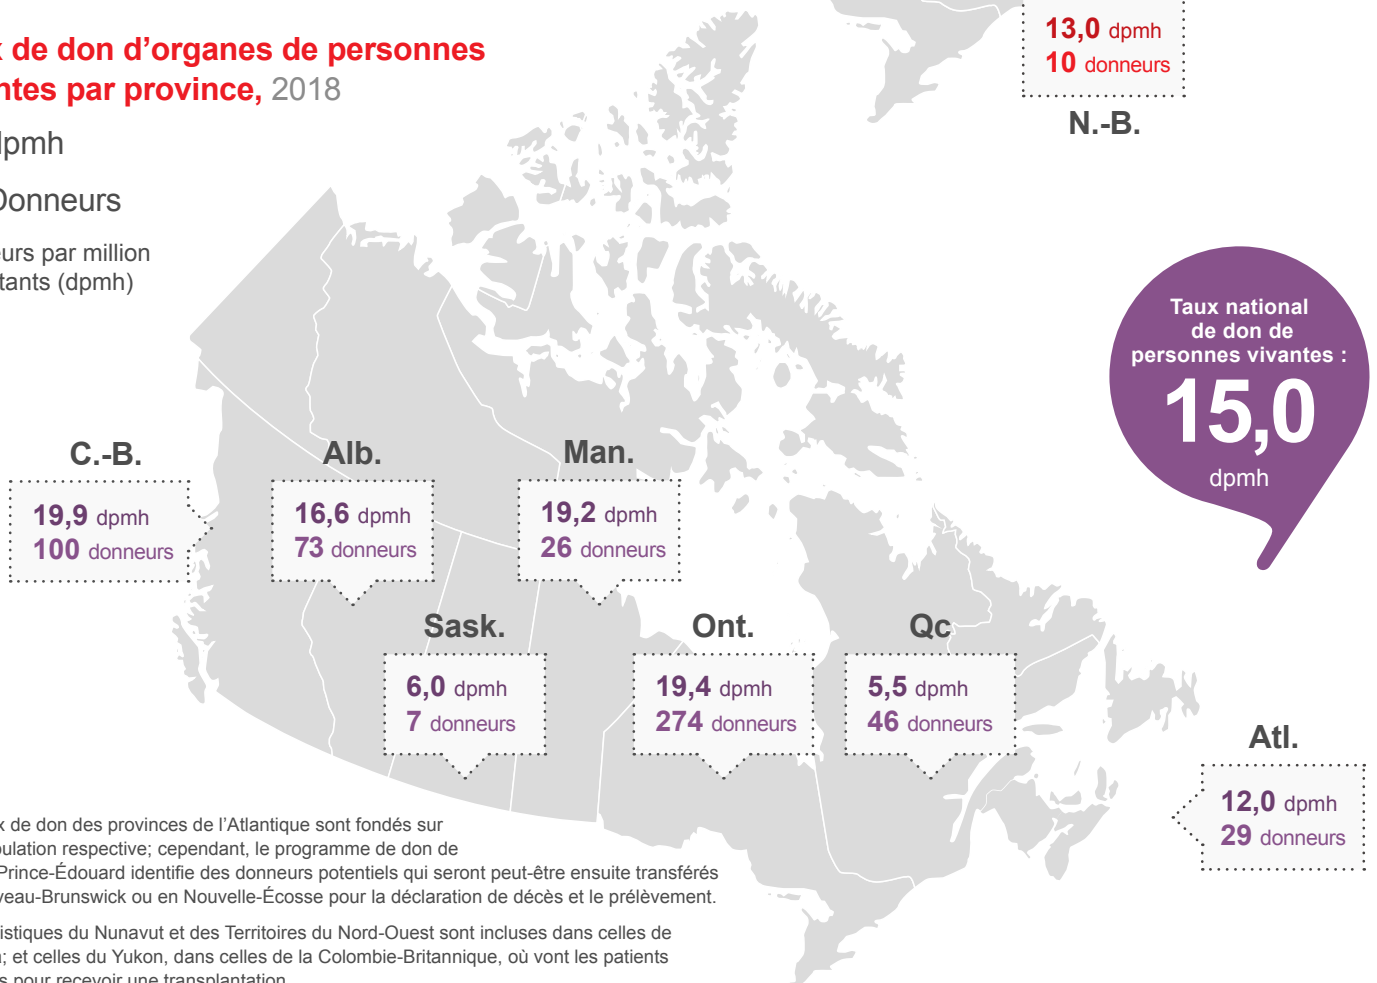 x de don d’organes de personnes
ntes par province, 2018
dpmh
Donneurs
eurs par million
tants (dpmh)
13,0 dpmh
10 donneurs
N.-B.
Taux national
de don de
personnes vivantes :
15,0
dpmh
C.-B.
19,9 dpmh
100 donneurs
Alb.
16,6 dpmh
73 donneurs
Man.
19,2 dpmh
26 donneurs
Sask.
6,0 dpmh
7 donneurs
Ont.
19,4 dpmh
274 donneurs
Qc
5,5 dpmh
46 donneurs
Atl.
12,0 dpmh
29 donneurs
x de don des provinces de l’Atlantique sont fondés sur
pulation respective; cependant, le programme de don de
Prince-Édouard identifie des donneurs potentiels qui seront peut-être ensuite transférés
veau-Brunswick ou en Nouvelle-Écosse pour la déclaration de décès et le prélèvement.
istiques du Nunavut et des Territoires du Nord-Ouest sont incluses dans celles de
; et celles du Yukon, dans celles de la Colombie-Britannique, où vont les patients
s pour recevoir une transplantation